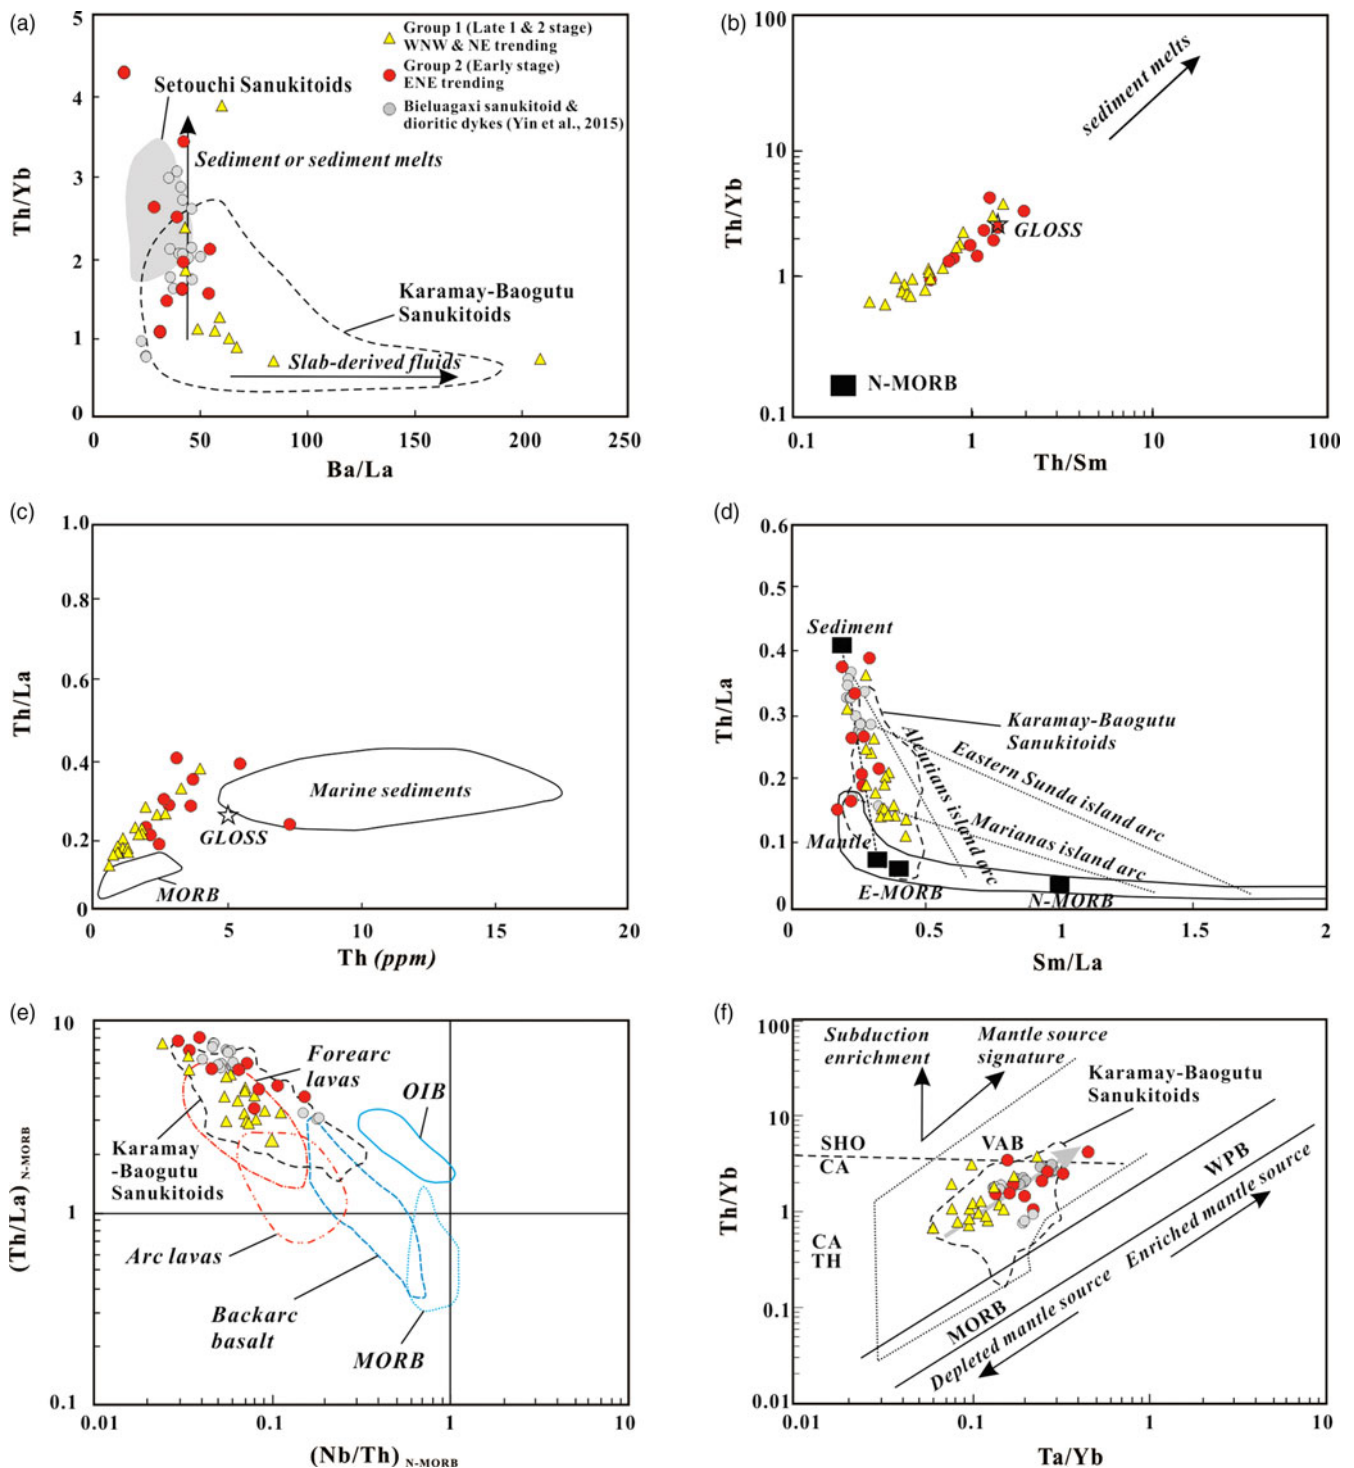 (a)
Group 1 (Late 1 & 2 stage)
WNW & NE trending
Group 2 (Early stage)
ENE trending
Bieluagaxi sanukitoid &
dioritic dykes (Yin et al., 2015)
Setouchi Sanukitoids
Sediment or sediment melts
Karamay-Baogutu
Sanukitoids
Slab-derived fluids
Th/Yb
5
4
3
2
1
0
0 50 100 150 200 250
Ba/La
(b)
sediment melts
GLOSS
N-MORB
Th/Yb
100
10
1
0.1
0.1 1 10 100
Th/Sm
(c)
Marine sediments
GLOSS
MORB
Th/La
1.0
0.8
0.6
0.4
0.2
0
0 5 10 15 20
Th (ppm)
(d)
Sediment
Karamay-Baogutu
Sanukitoids
Aleutians island arc
Eastern Sunda island arc
Marianas island arc
Mantle
E-MORB
N-MORB
Th/La
0.6
0.5
0.4
0.3
0.2
0.1
0
0 0.5 1 1.5 2
Sm/La
(e)
Forearc
lavas
OIB
Karamay
-Baogutu
Sanukitoids
Arc lavas
Backarc
basalt
MORB
(Th/La) N-MORB
10
1
0.1
0.01 0.1 1 10
(Nb/Th) N-MORB
(f)
Subduction
enrichment
Mantle source
signature
Karamay-Baogutu
Sanukitoids
SHO
CA
VAB
WPB
CA
TH
MORB
Enriched mantle source
Depleted mantle source
Th/Yb
100
10
1
0.1
0.01
0.01 0.1 1 10
Ta/Yb